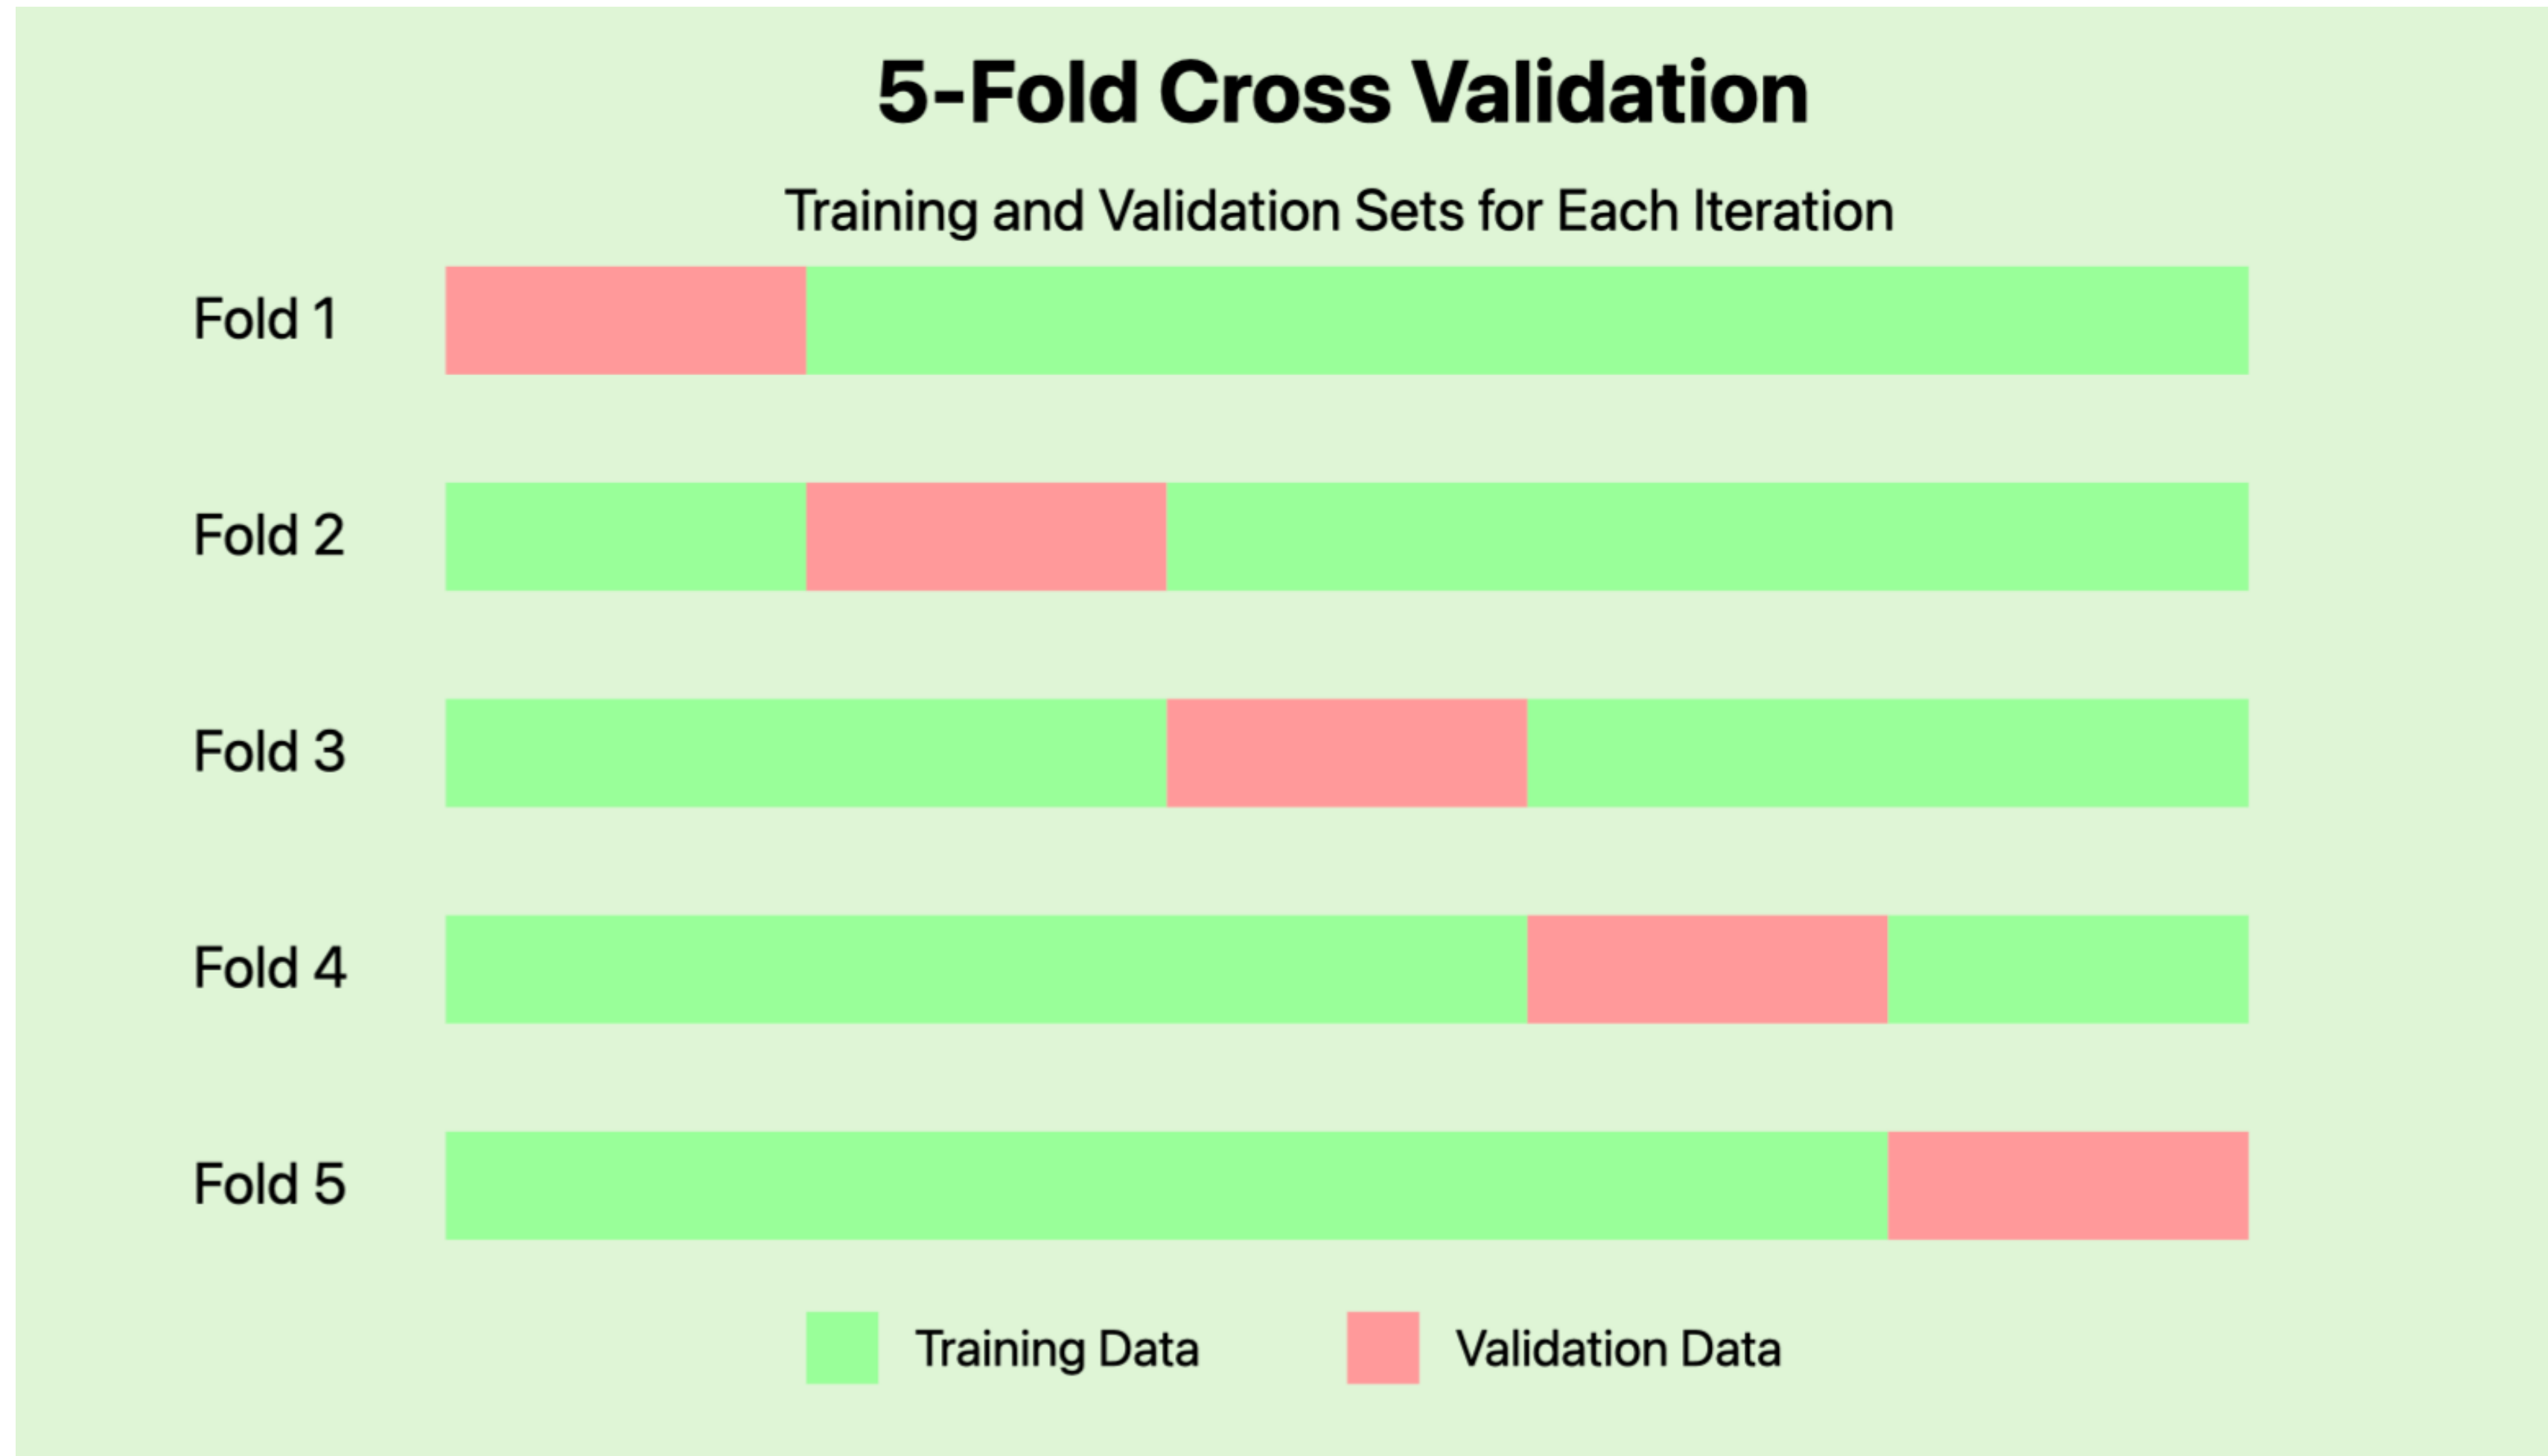 5-Fold Cross Validation
Training and Validation Sets for Each Iteration
Fold 1
Fold 2
Fold 3
Fold 4
Fold 5
Training Data
Validation Data